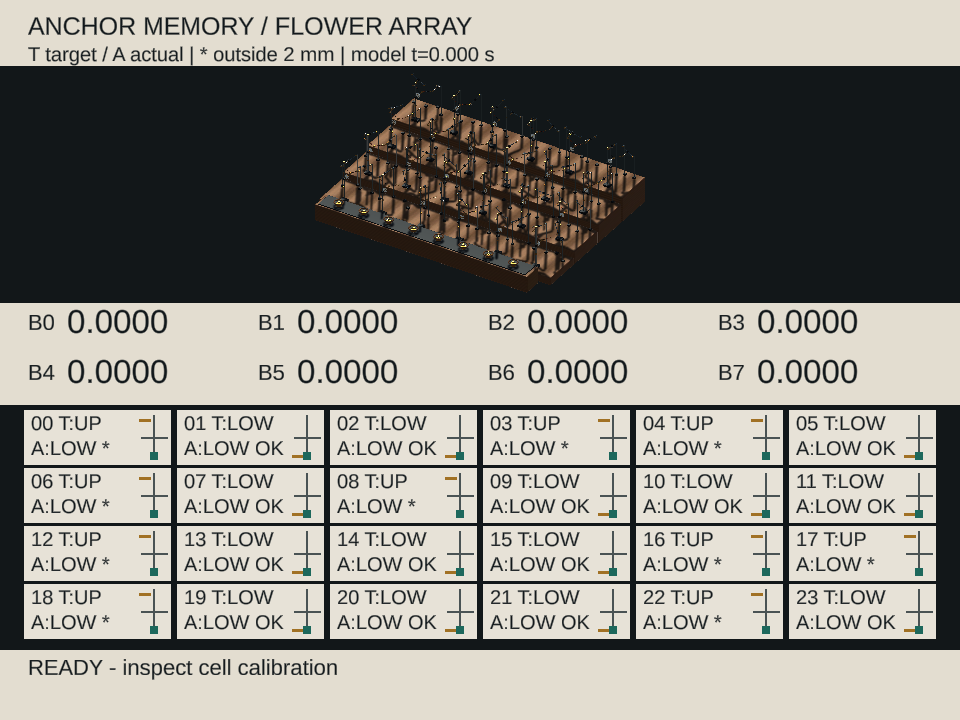 ANCHOR MEMORY / FLOWER ARRAY
T target / A actual | * outside 2 mm | model t=0.000 s
B0 0.0000 B1 0.0000 B2 0.0000 B3 0.0000
B4 0.0000 B5 0.0000 B6 0.0000 B7 0.0000
00 T:UP 01 T:LOW 02 T:LOW 03 T:UP 04 T:UP 05 T:LOW
A:LOW * A:LOW OK A:LOW OK A:LOW * A:LOW * A:LOW OK
06 T:UP 07 T:LOW 08 T:UP 09 T:LOW 10 T:LOW 11 T:LOW
A:LOW * A:LOW OK A:LOW * A:LOW OK A:LOW OK A:LOW OK
12 T:UP 13 T:LOW 14 T:LOW 15 T:LOW 16 T:UP 17 T:UP
A:LOW * A:LOW OK A:LOW OK A:LOW OK A:LOW * A:LOW *
18 T:UP 19 T:LOW 20 T:LOW 21 T:LOW 22 T:UP 23 T:LOW
A:LOW * A:LOW OK A:LOW OK A:LOW OK A:LOW * A:LOW OK
READY - inspect cell calibration